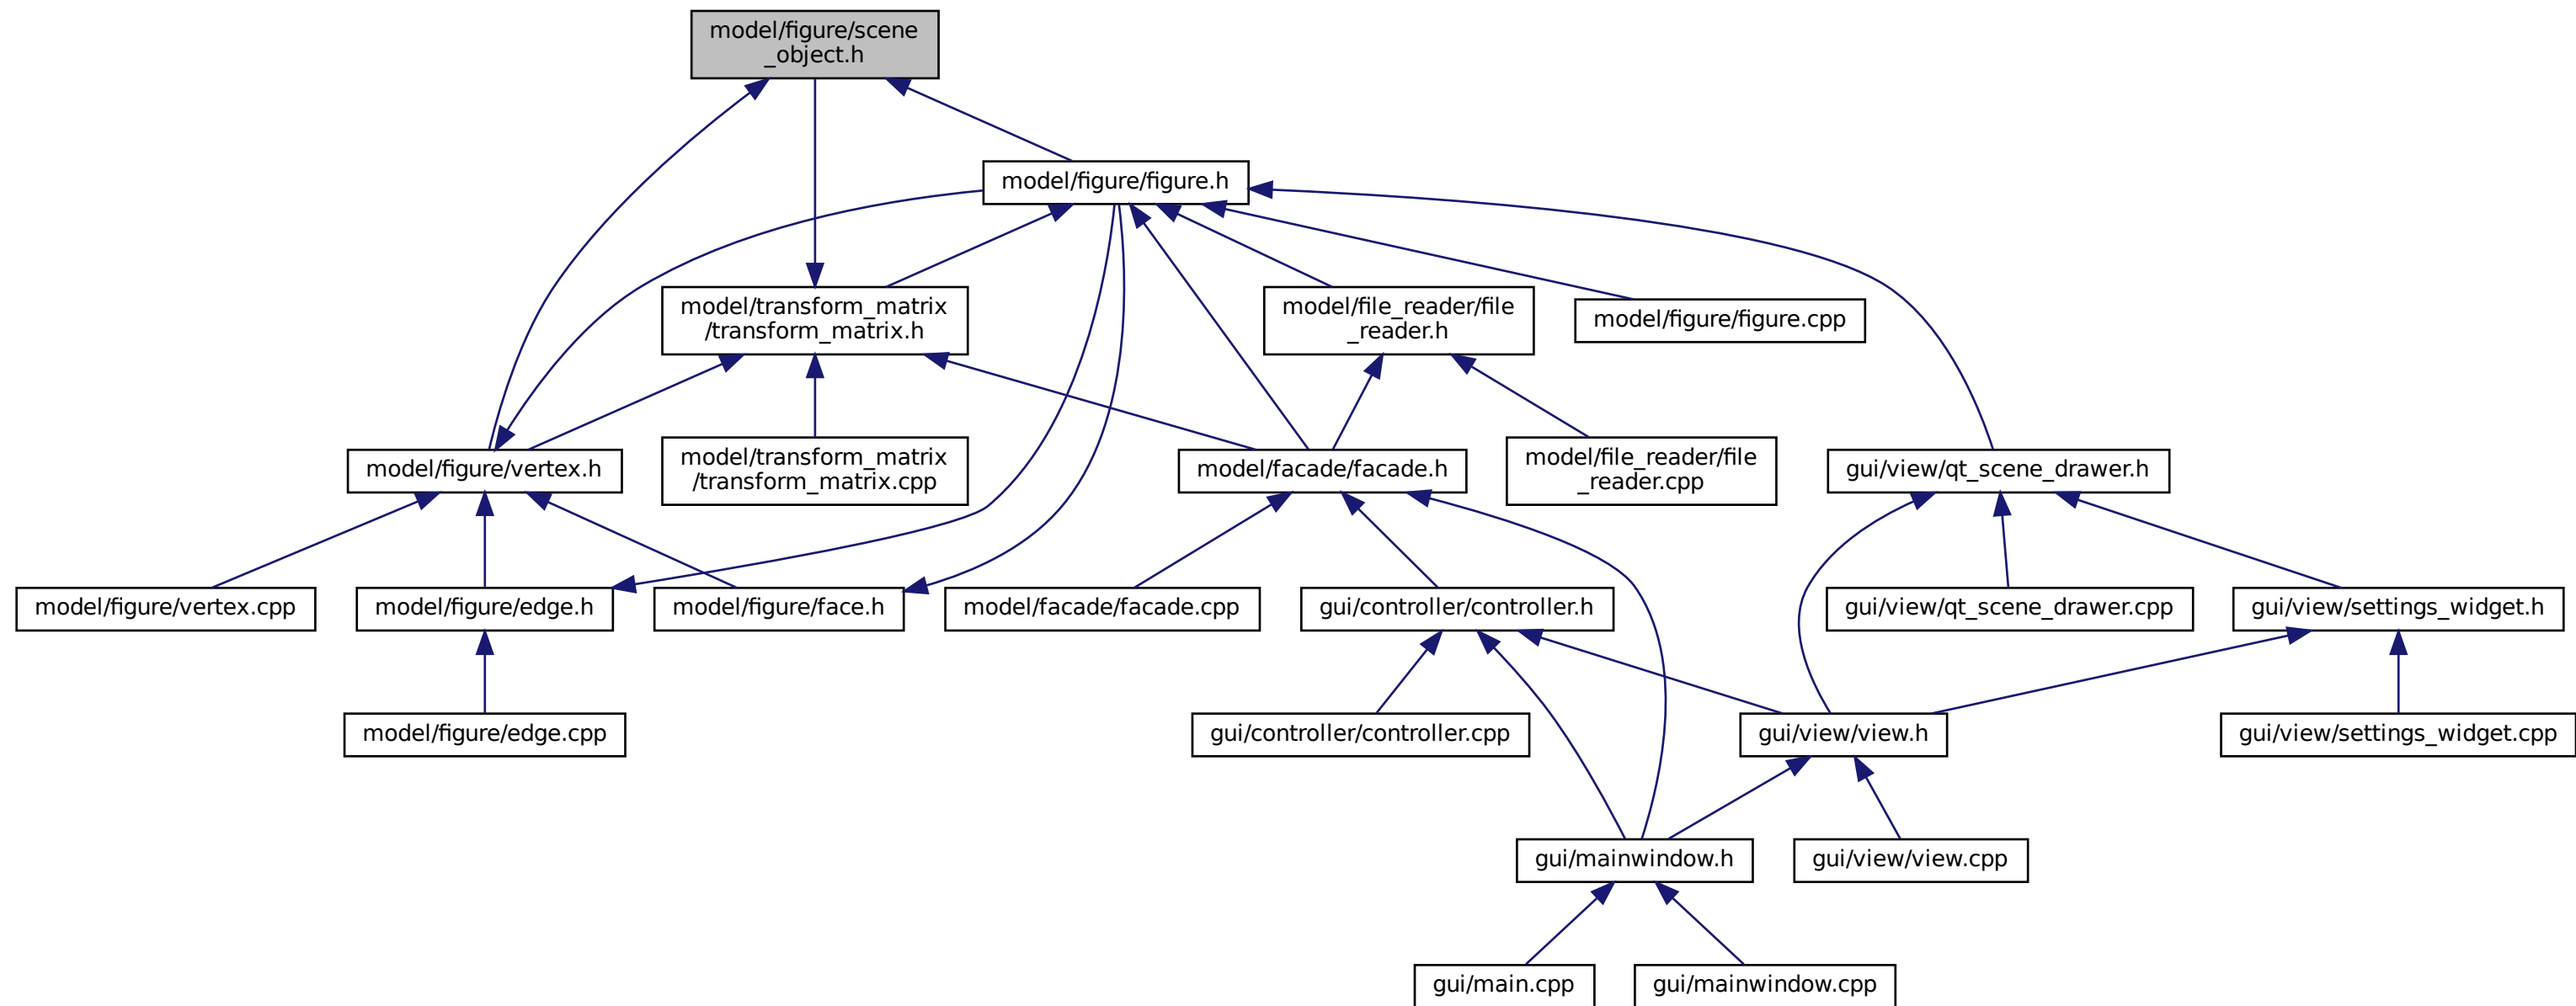 model/figure/scene
_object.h
model/figure/figure.h
model/transform_matrix
/transform_matrix.h
model/file_reader/file
_reader.h
model/figure/figure.cpp
model/figure/vertex.h
model/transform_matrix
/transform_matrix.cpp
model/facade/facade.h
model/file_reader/file
_reader.cpp
gui/view/qt_scene_drawer.h
model/figure/vertex.cpp
model/figure/edge.h
model/figure/face.h
model/facade/facade.cpp
gui/controller/controller.h
gui/view/qt_scene_drawer.cpp
gui/view/settings_widget.h
model/figure/edge.cpp
gui/controller/controller.cpp
gui/view/view.h
gui/view/settings_widget.cpp
gui/mainwindow.h
gui/view/view.cpp
gui/main.cpp
gui/mainwindow.cpp